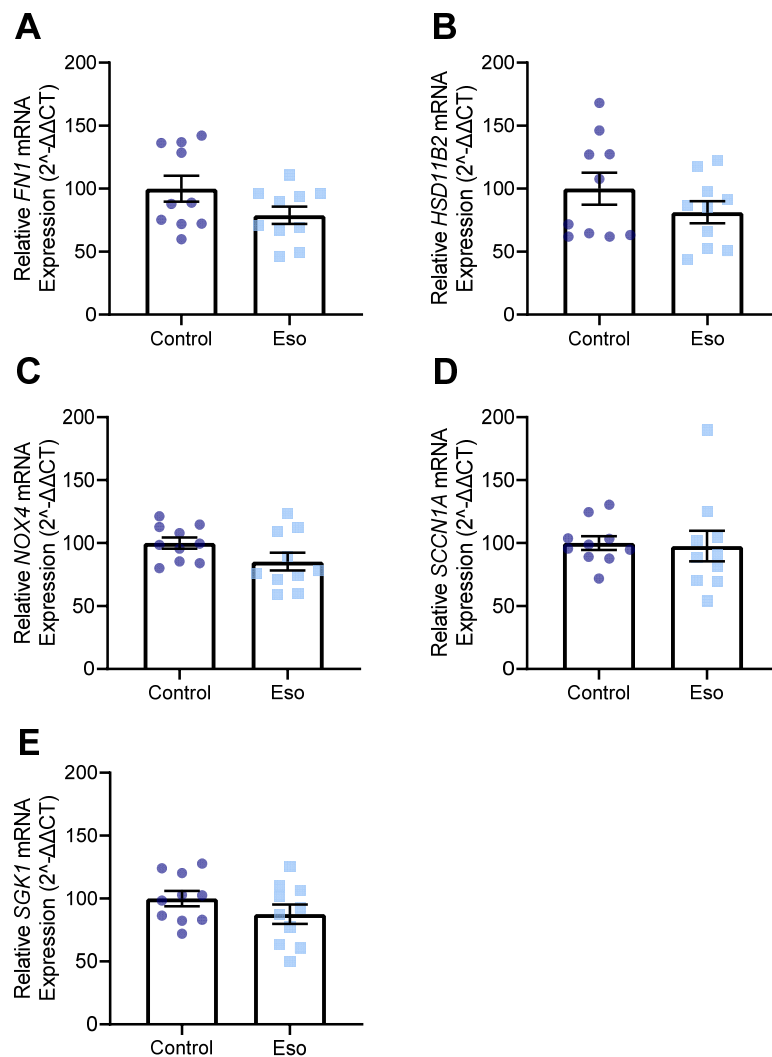 A
Relative FN1 mRNA
Expression (2^-ΔΔCT)
200
150
100
50
0
Control
Eso
B
Relative HSD11B2 mRNA
Expression (2^-ΔΔCT)
200
150
100
50
0
Control
Eso
C
Relative NOX4 mRNA
Expression (2^-ΔΔCT)
200
150
100
50
0
Control
Eso
D
Relative SCCN1A mRNA
Expression (2^-ΔΔCT)
200
150
100
50
0
Control
Eso
E
Relative SGK1 mRNA
Expression (2^-ΔΔCT)
200
150
100
50
0
Control
Eso